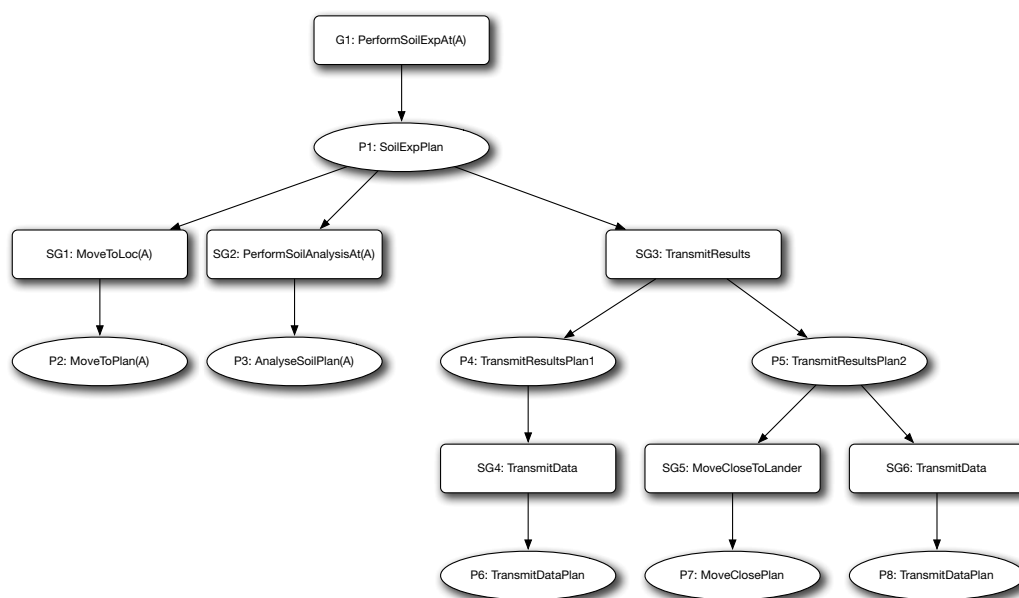 G1: PerformSoilExpAt(A)
P1: SoilExpPlan
SG1: MoveToLoc(A)
SG2: PerformSoilAnalysisAt(A)
SG3: TransmitResults
P2: MoveToPlan(A)
P3: AnalyseSoilPlan(A)
P4: TransmitResultsPlan1
P5: TransmitResultsPlan2
SG4: TransmitData
SG5: MoveCloseToLander
SG6: TransmitData
P6: TransmitDataPlan
P7: MoveClosePlan
P8: TransmitDataPlan